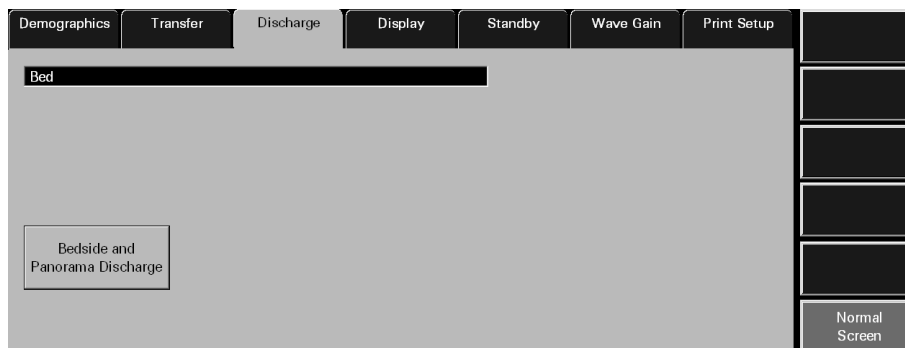 Demographics Transfer Discharge Display Standby Wave Gain Print Setup
Bed
Bedside and
Panorama Discharge
Normal
Screen